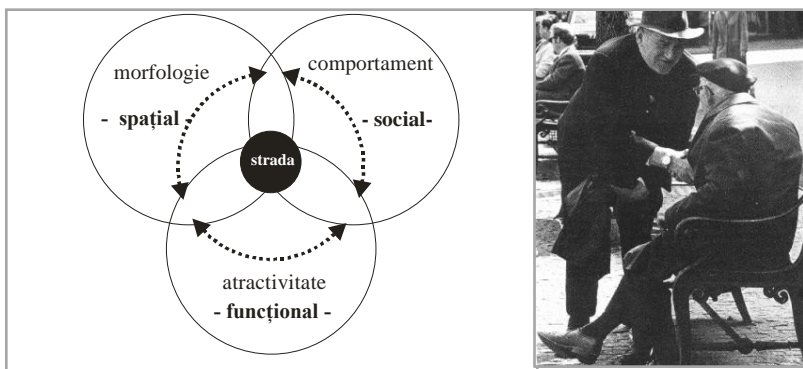 morfologie
- spațial -
comportament
- social-
strada
atractivitate
- funcțional -